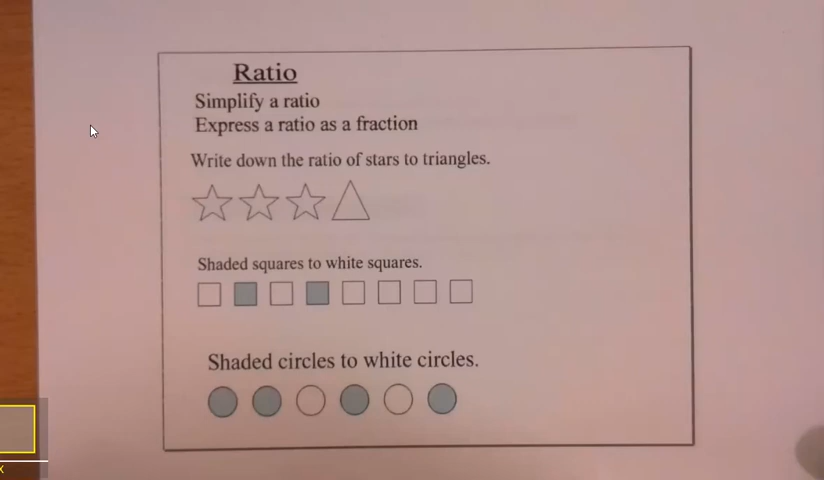 Ratio
Simplify a ratio
Express a ratio as a fraction
Write down the ratio of stars to triangles.
Shaded squares to white squares.
Shaded circles to white circles.
x